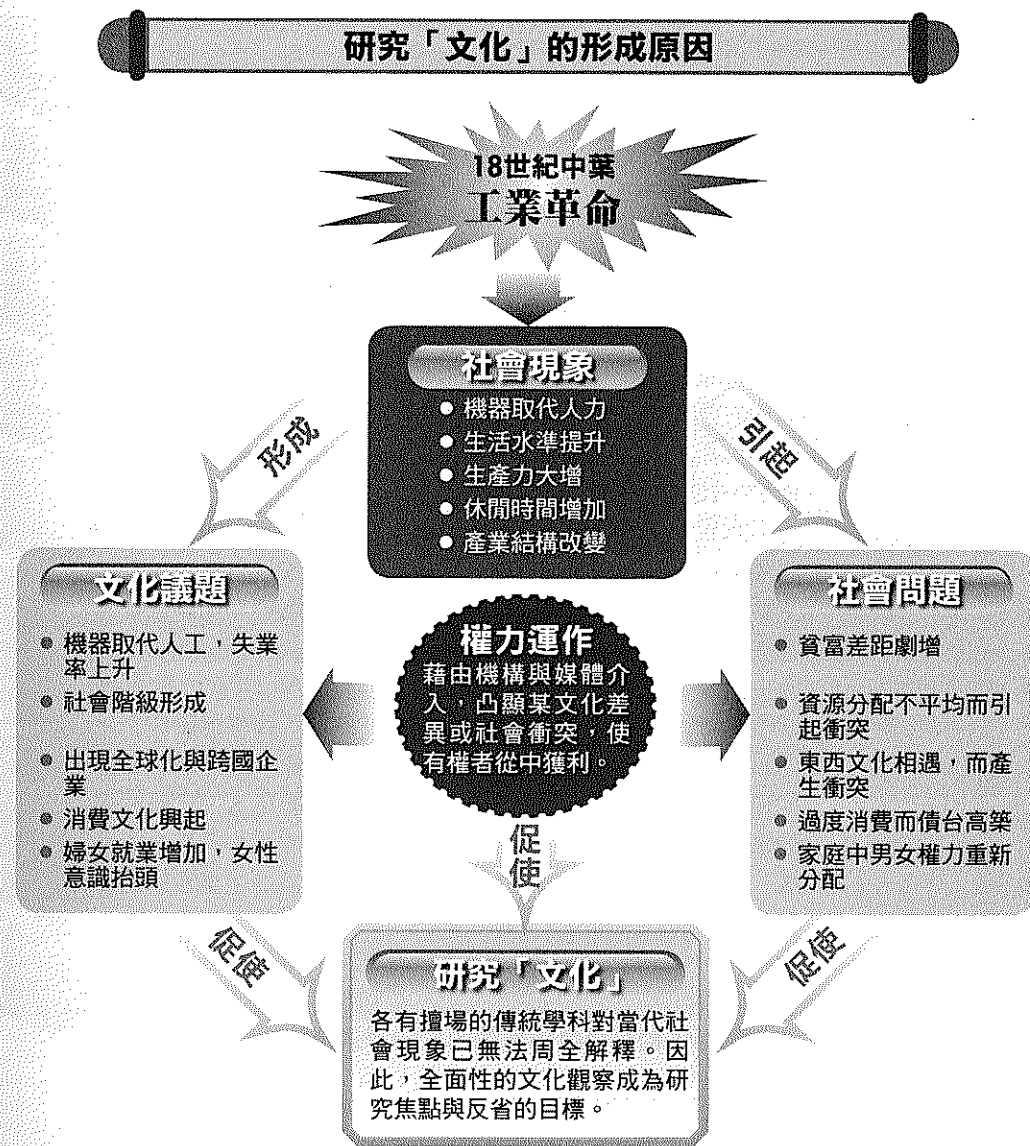 研究「文化」的形成原因
18世紀中葉
工業革命
社會現象
● 機器取代人力
● 生活水準提升
● 生產力大增
● 休閒時間增加
● 產業結構改變
形成
引起
文化議題
● 機器取代人工，失業
率上升
● 社會階級形成
● 出現全球化與跨國企
業
● 消費文化興起
● 婦女就業增加，女性
意識抬頭
權力運作
藉由機構與媒體介
入，凸顯某文化差
異或社會衝突，使
有權者從中獲利。
社會問題
● 貧富差距劇增
● 資源分配不平均而引
起衝突
● 東西文化相遇，而產
生衝突
● 過度消費而債台高築
● 家庭中男女權力重新
分配
促使
促使
促使
研究「文化」
各有擅場的傳統學科對當代社
會現象已無法周全解釋。因
此，全面性的文化觀察成為研
究焦點與反省的目標。